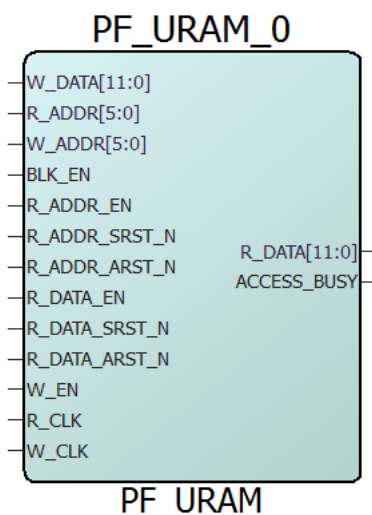 PF_URAM_0
W_DATA[11:0]
R_ADDR[5:0]
W_ADDR[5:0]
BLK_EN
R_ADDR_EN
R_ADDR_SRST_N
R_ADDR_ARST_N
R_DATA_EN
R_DATA_SRST_N
R_DATA_ARST_N
W_EN
R_CLK
W_CLK
R_DATA[11:0]
ACCESS_BUSY
PF_URAM